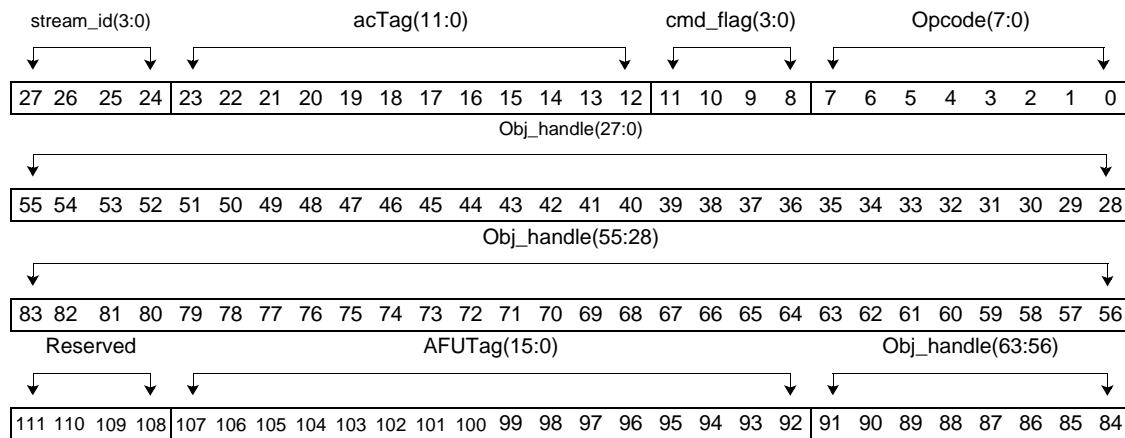 stream_id(3:0) acTag(11:0) cmd_flag(3:0) Opcode(7:0)
27 26 25 24 23 22 21 20 19 18 17 16 15 14 13 12 11 10 9 8 7 6 5 4 3 2 1 0
Obj_handle(27:0)
55 54 53 52 51 50 49 48 47 46 45 44 43 42 41 40 39 38 37 36 35 34 33 32 31 30 29 28
Obj_handle(55:28)
83 82 81 80 79 78 77 76 75 74 73 72 71 70 69 68 67 66 65 64 63 62 61 60 59 58 57 56
Reserved AFUTag(15:0) Obj_handle(63:56)
111 110 109 108 107 106 105 104 103 102 101 100 99 98 97 96 95 94 93 92 91 90 89 88 87 86 85 84